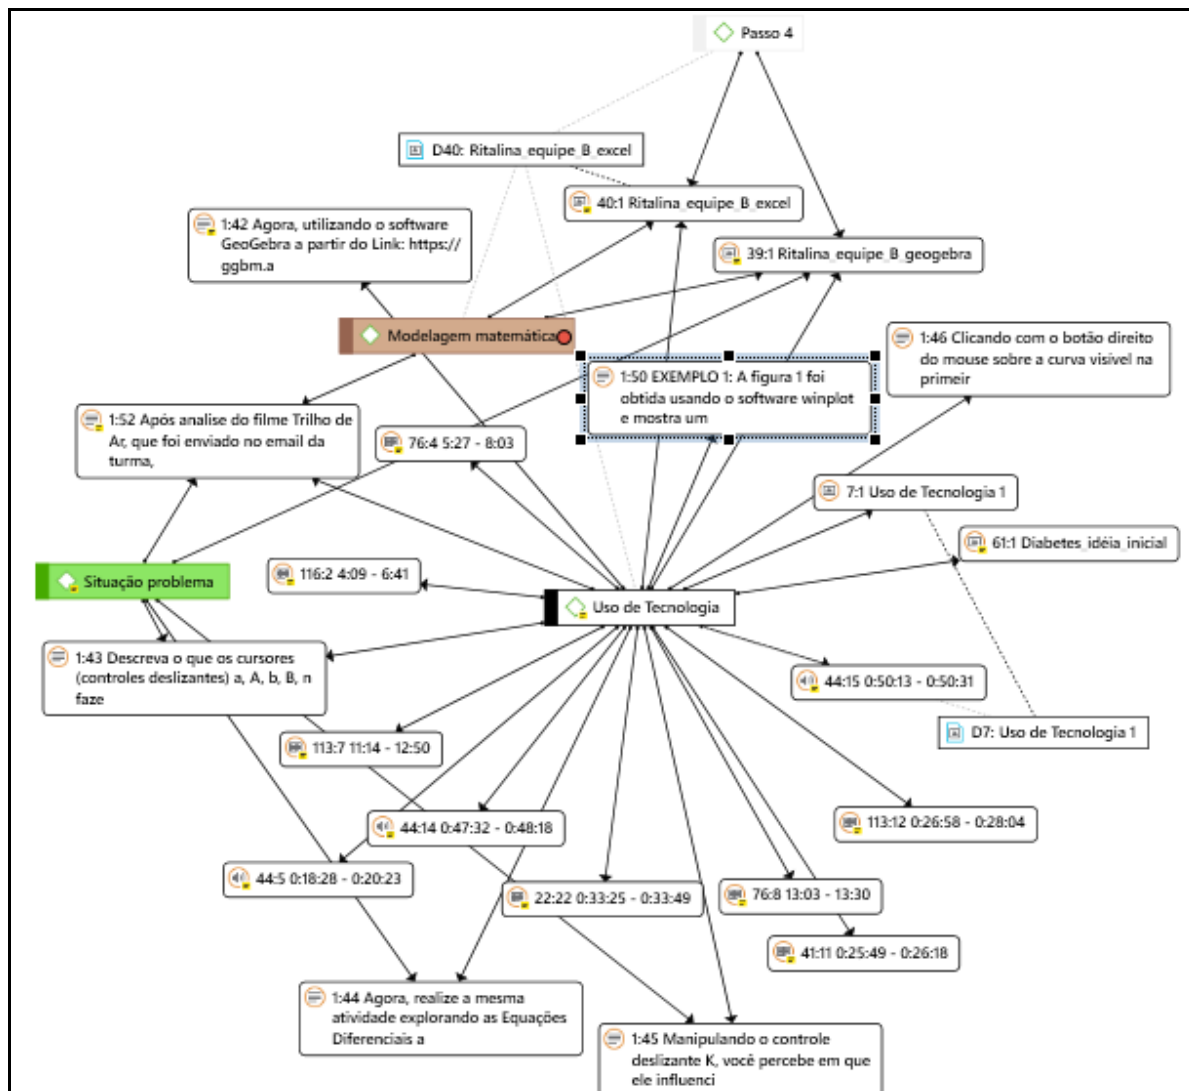 Passo 4
D40: Ritalina_equipe_B_excel
40:1 Ritalina_equipe_B_excel
1:42 Agora, utilizando o software
GeoGebra a partir do Link: https://
ggbm.a
39:1 Ritalina_equipe_B_geogebra
Modelagem matemática
1:46 Clicando com o botão direito
do mouse sobre a curva visível na
primeir
1:50 EXEMPLO 1: A figura 1 foi
obtida usando o software winplot
e mostra um
1:52 Após analise do filme Trilho de
Ar, que foi enviado no email da
turma,
76:4 5:27 - 8:03
7:1 Uso de Tecnologia 1
61:1 Diabetes_idéia_inicial
116:2 4:09 - 6:41
Situação problema
Uso de Tecnologia
1:43 Descreva o que os cursores
(controles deslizantes) a, A, b, B, n
faze
44:15 0:50:13 - 0:50:31
D7: Uso de Tecnologia 1
113:7 11:14 - 12:50
44:14 0:47:32 - 0:48:18
113:12 0:26:58 - 0:28:04
44:5 0:18:28 - 0:20:23
22:22 0:33:25 - 0:33:49
76:8 13:03 - 13:30
41:11 0:25:49 - 0:26:18
1:44 Agora, realize a mesma
atividade explorando as Equações
Diferenciais a
1:45 Manipulando o controle
deslizante K, você percebe em que
ele influenci